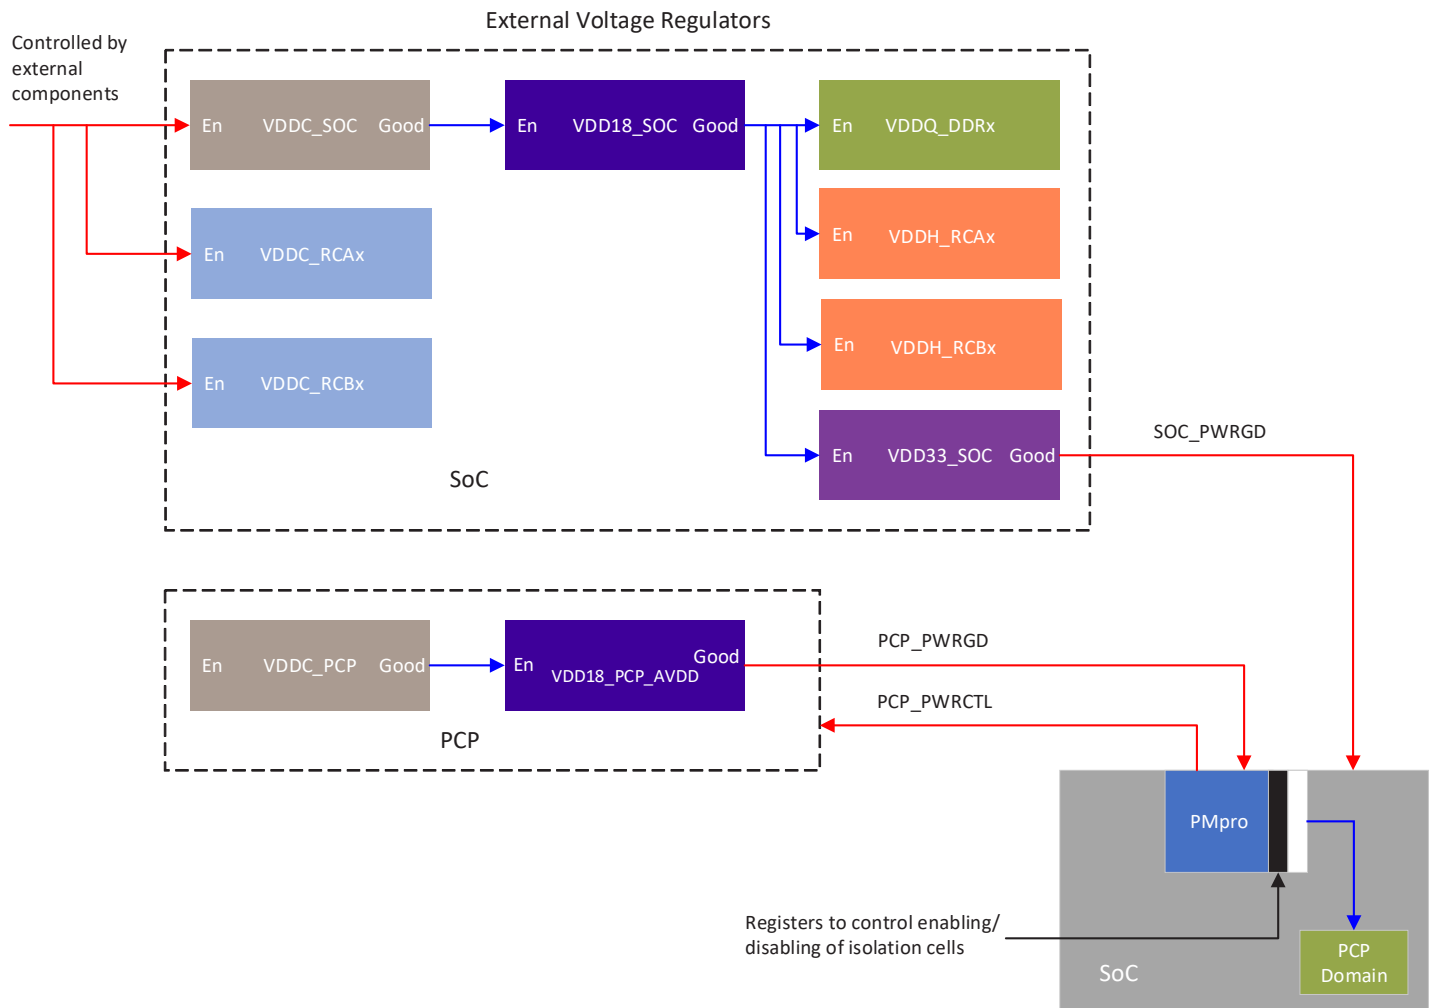 External Voltage Regulators
Controlled by
external
components
En VDDC_SOC Good
En VDD18_SOC Good
En VDDQ_DDRx
En VDDC_RCAx
En VDDH_RCAx
En VDDC_RCBx
En VDDH_RCBx
En VDD33_SOC Good
SOC_PWRGD
SoC
En VDDC_PCP Good
En VDD18_PCP_AVDD Good
PCP_PWRGD
PCP_PWRCTL
PCP
PMpro
Registers to control enabling/
disabling of isolation cells
SoC
PCP
Domain